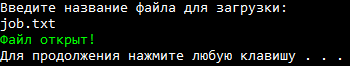 Введите название файла для загрузки:
job.txt
Файл открыт!
Для продолжения нажмите любую клавишу . . .